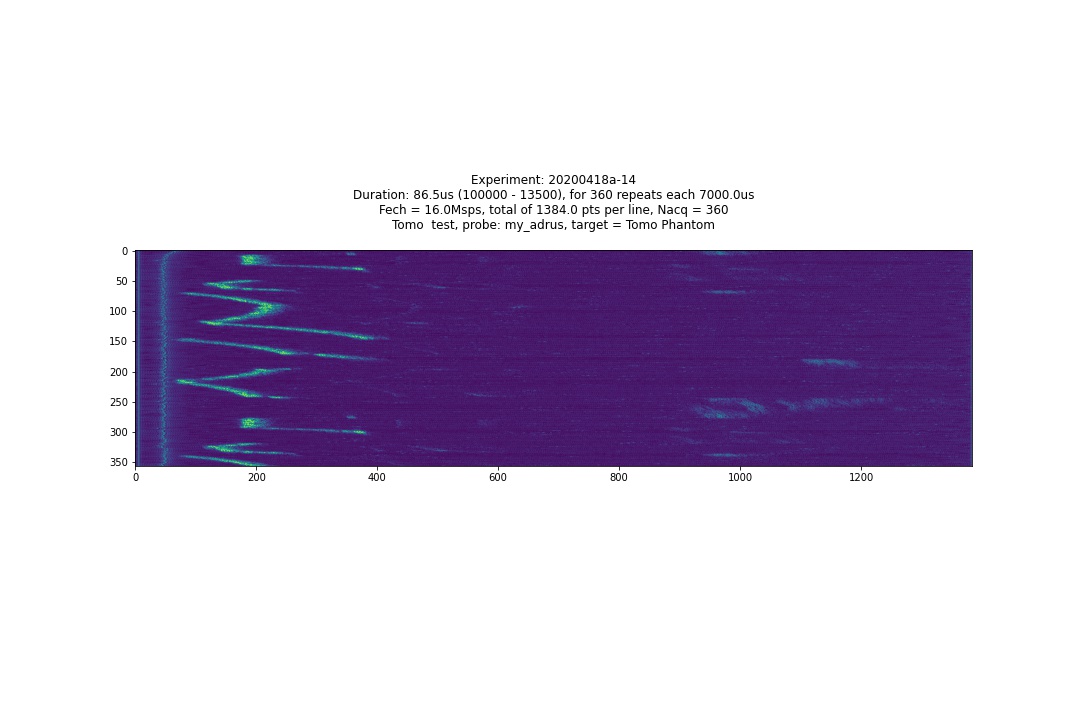 Experiment: 20200418a-14
Duration: 86.5us (100000 - 13500), for 360 repeats each 7000.0us
Fech = 16.0Msps, total of 1384.0 pts per line, Nacq = 360
Tomo  test, probe: my_adrus, target = Tomo Phantom
0
50
100
150
200
250
300
350
0 200 400 600 800 1000 1200